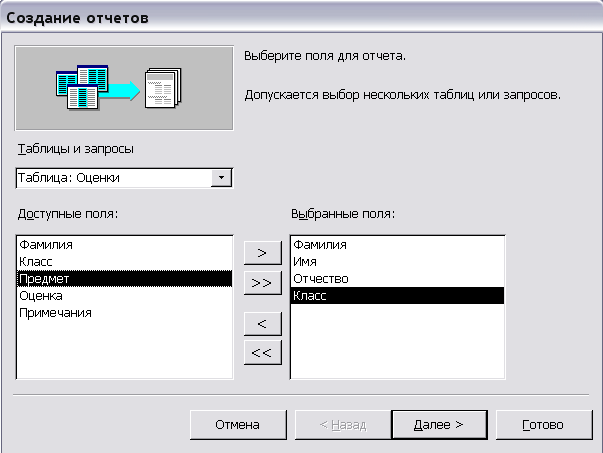 Создание отчетов
Выберите поля для отчета.
Допускается выбор нескольких таблиц или запросов.
Таблицы и запросы
Таблица: Оценки
Доступные поля:
Выбранные поля:
Фамилия
Класс
Предмет
Оценка
Примечания
>
>>
<
<<
Фамилия
Имя
Отчество
Класс
Отмена
< Назад
Далее >
Готово